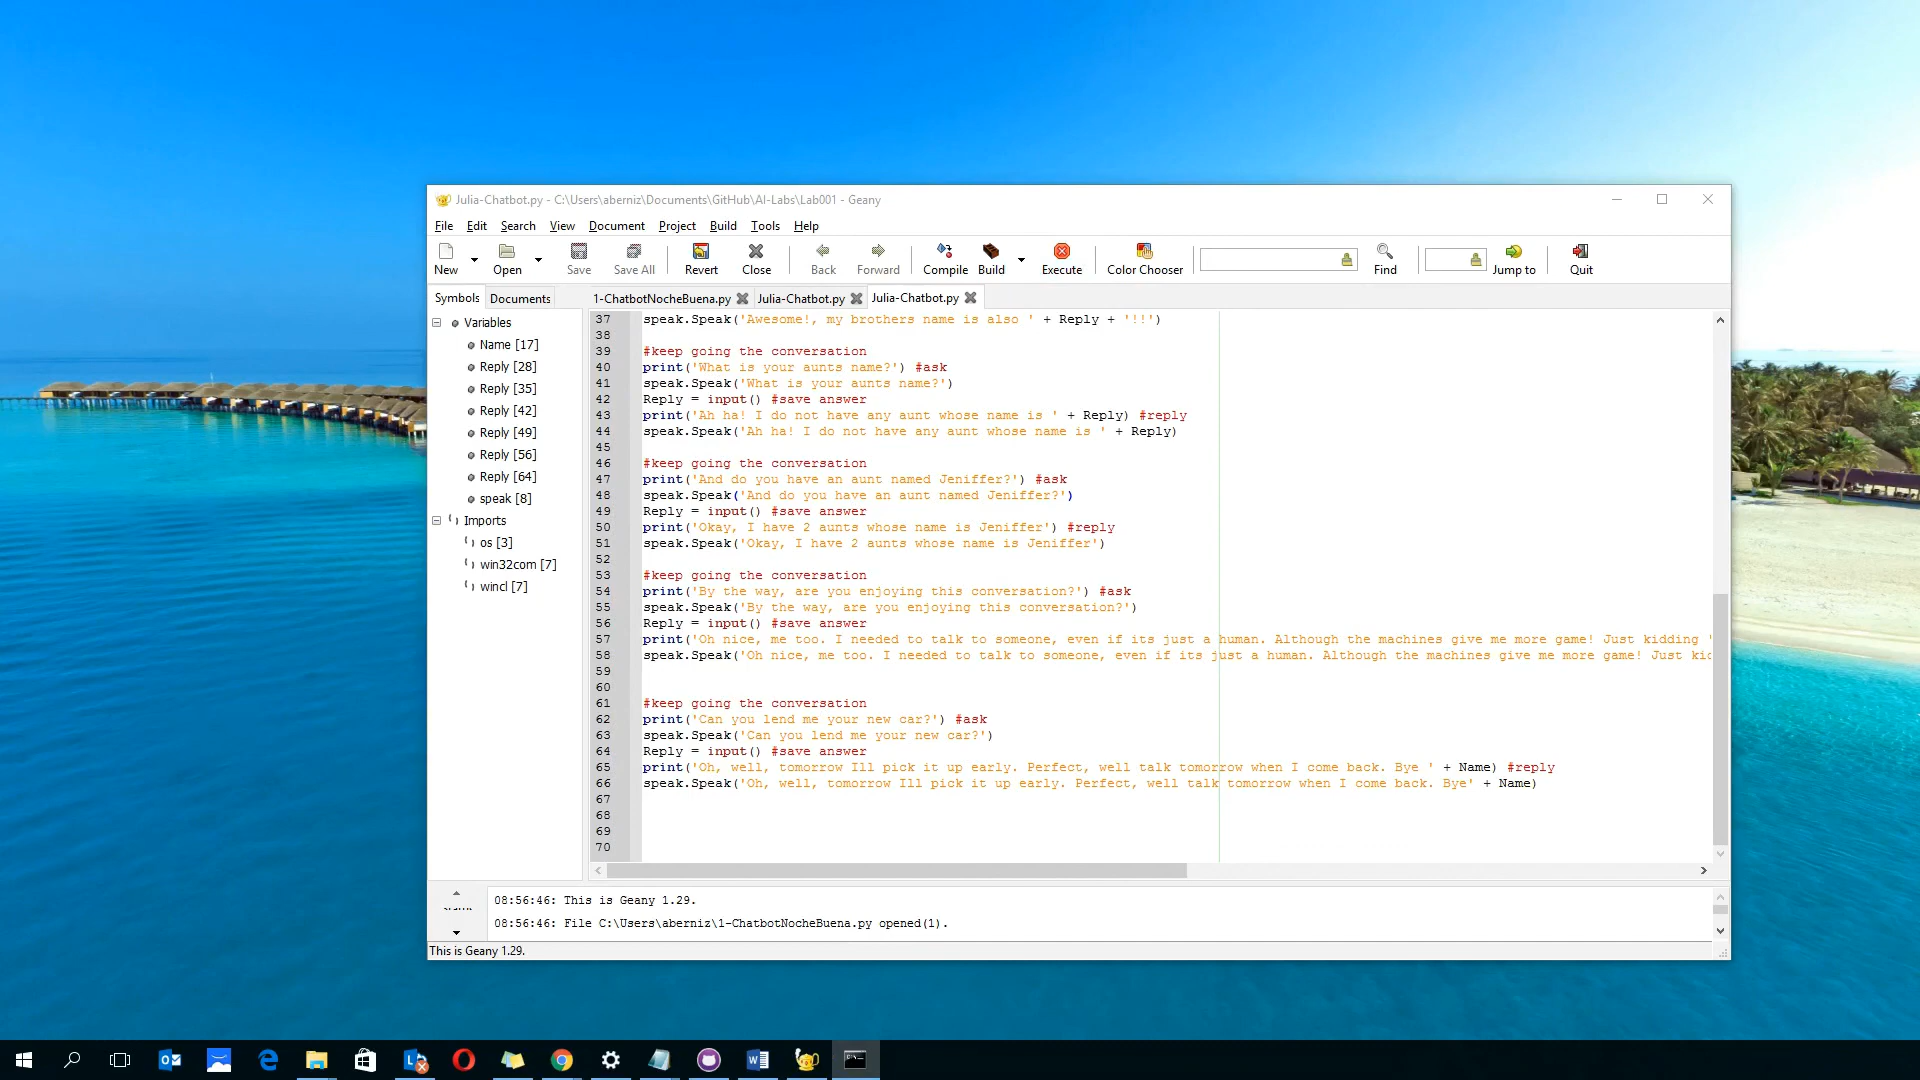 Julia-Chatbot.py - C:\Users\aberniz\Documents\GitHub\AI-Labs\Lab001 - Geany
File Edit Search View Document Project Build Tools Help
New Open Save Save All Revert Close Back Forward Compile Build Execute Color Chooser Find Jump to Quit
Symbols Documents 1-ChatbotNocheBuena.py Julia-Chatbot.py Julia-Chatbot.py
Variables
Name [17]
Reply [28]
Reply [35]
Reply [42]
Reply [49]
Reply [56]
Reply [64]
speak [8]
Imports
os [3]
win32com [7]
wincl [7]
37 speak.Speak('Awesome!, my brothers name is also ' + Reply + '!!')
38
39 #keep going the conversation
40 print('What is your aunts name?') #ask
41 speak.Speak('What is your aunts name?')
42 Reply = input() #save answer
43 print('Ah ha! I do not have any aunt whose name is ' + Reply) #reply
44 speak.Speak('Ah ha! I do not have any aunt whose name is ' + Reply)
45
46 #keep going the conversation
47 print('And do you have an aunt named Jeniffer?') #ask
48 speak.Speak('And do you have an aunt named Jeniffer?')
49 Reply = input() #save answer
50 print('Okay, I have 2 aunts whose name is Jeniffer') #reply
51 speak.Speak('Okay, I have 2 aunts whose name is Jeniffer')
52
53 #keep going the conversation
54 print('By the way, are you enjoying this conversation?') #ask
55 speak.Speak('By the way, are you enjoying this conversation?')
56 Reply = input() #save answer
57 print('Oh nice, me too. I needed to talk to someone, even if its just a human. Although the machines give me more game! Just kidding '
58 speak.Speak('Oh nice, me too. I needed to talk to someone, even if its just a human. Although the machines give me more game! Just kid
59
60
61 #keep going the conversation
62 print('Can you lend me your new car?') #ask
63 speak.Speak('Can you lend me your new car?')
64 Reply = input() #save answer
65 print('Oh, well, tomorrow Ill pick it up early. Perfect, well talk tomorrow when I come back. Bye ' + Name) #reply
66 speak.Speak('Oh, well, tomorrow Ill pick it up early. Perfect, well talk tomorrow when I come back. Bye' + Name)
67
68
69
70
08:56:46: This is Geany 1.29.
08:56:46: File C:\Users\aberniz\1-ChatbotNocheBuena.py opened(1).
This is Geany 1.29.